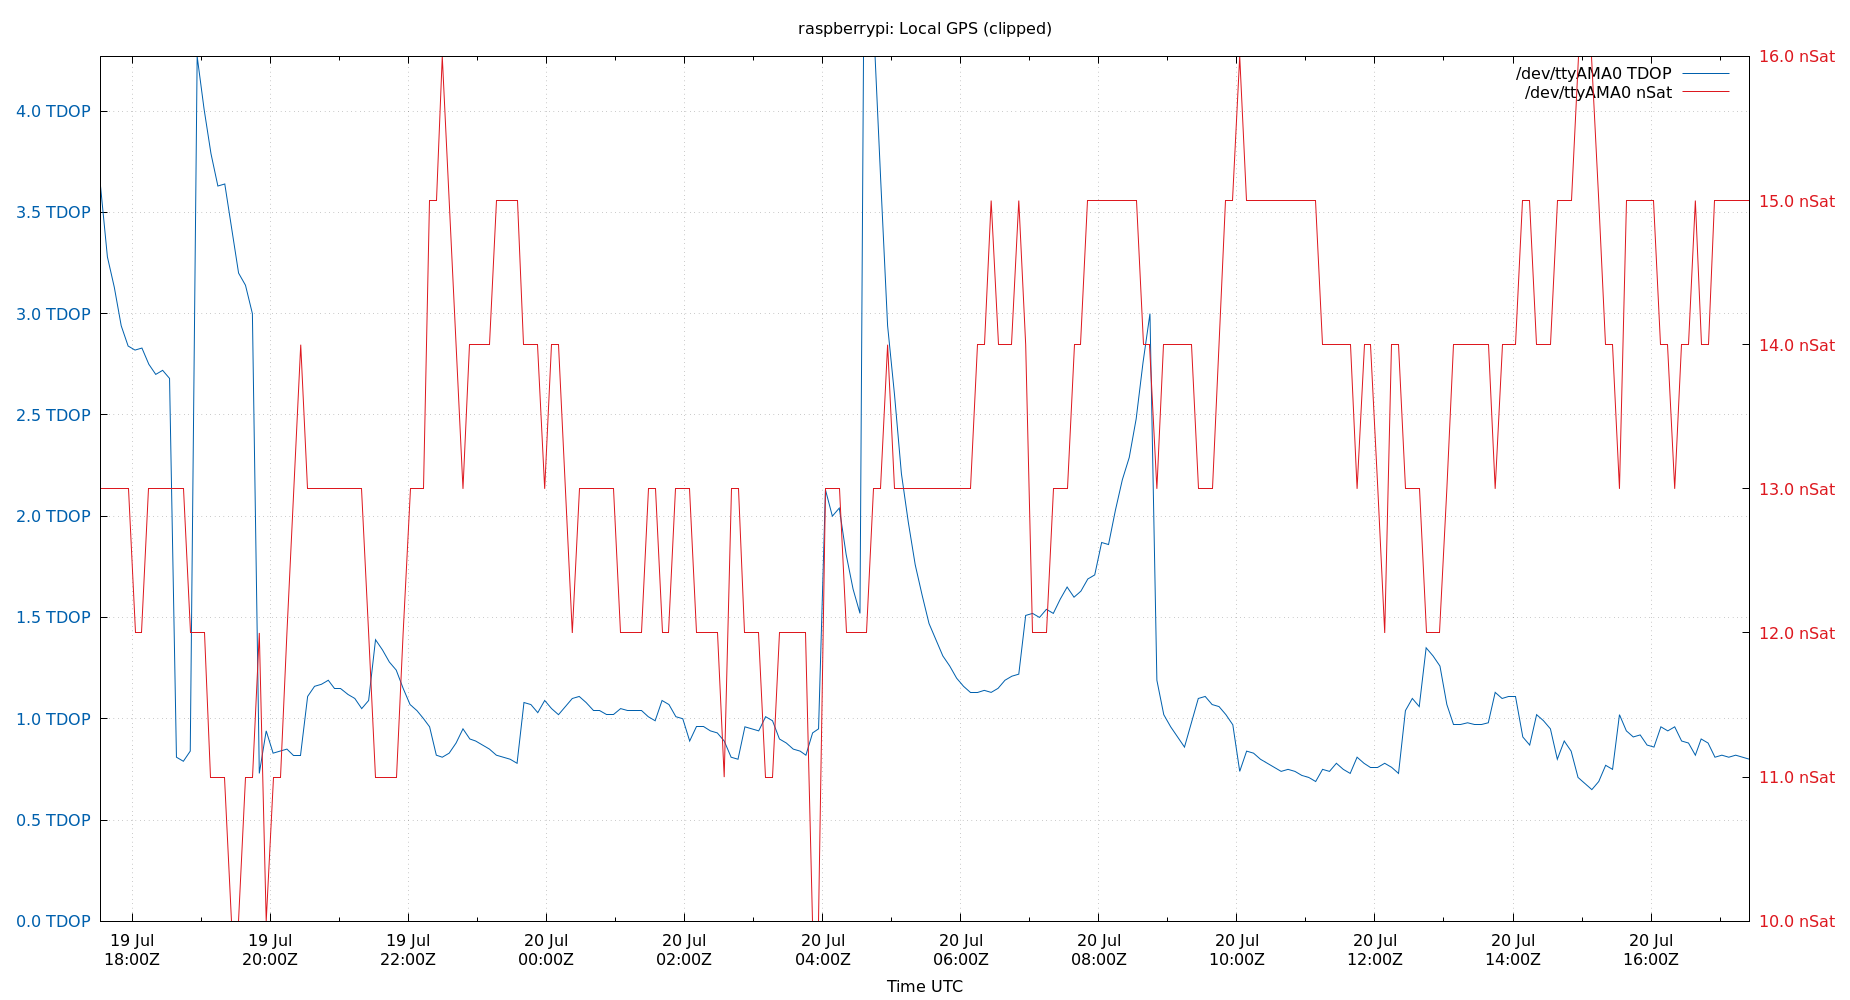 raspberrypi: Local GPS (clipped)
/dev/ttyAMA0 TDOP
/dev/ttyAMA0 nSat
4.0 TDOP
3.5 TDOP
3.0 TDOP
2.5 TDOP
2.0 TDOP
1.5 TDOP
1.0 TDOP
0.5 TDOP
0.0 TDOP
16.0 nSat
15.0 nSat
14.0 nSat
13.0 nSat
12.0 nSat
11.0 nSat
10.0 nSat
19 Jul 19 Jul 19 Jul 20 Jul 20 Jul 20 Jul 20 Jul 20 Jul 20 Jul 20 Jul 20 Jul 20 Jul
18:00Z 20:00Z 22:00Z 00:00Z 02:00Z 04:00Z 06:00Z 08:00Z 10:00Z 12:00Z 14:00Z 16:00Z
Time UTC